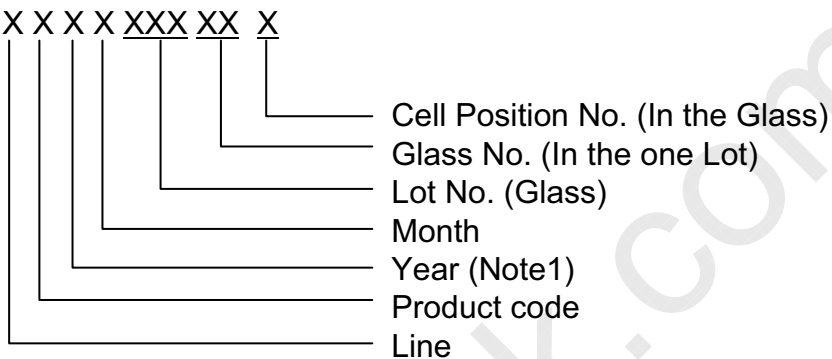 X X X X XXX XX X
Cell Position No. (In the Glass)
Glass No. (In the one Lot)
Lot No. (Glass)
Month
Year (Note1)
Product code
Line